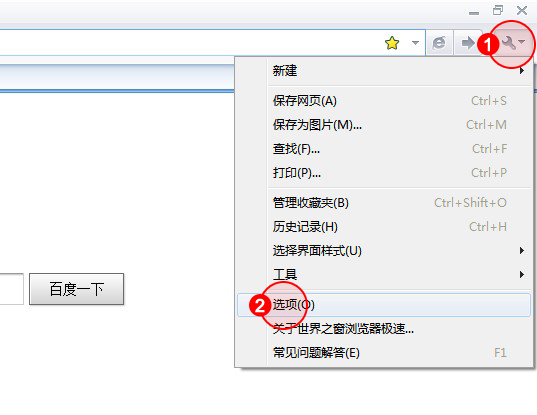 1
新建
保存网页(A) Ctrl+S
保存为图片(M)... Ctrl+M
查找(F)... Ctrl+F
打印(P)... Ctrl+P
管理收藏夹(B) Ctrl+Shift+O
历史记录(H) Ctrl+H
选择界面样式(U)
工具
百度一下
2 选项(O)
关于世界之窗浏览器极速...
常见问题解答(E) F1